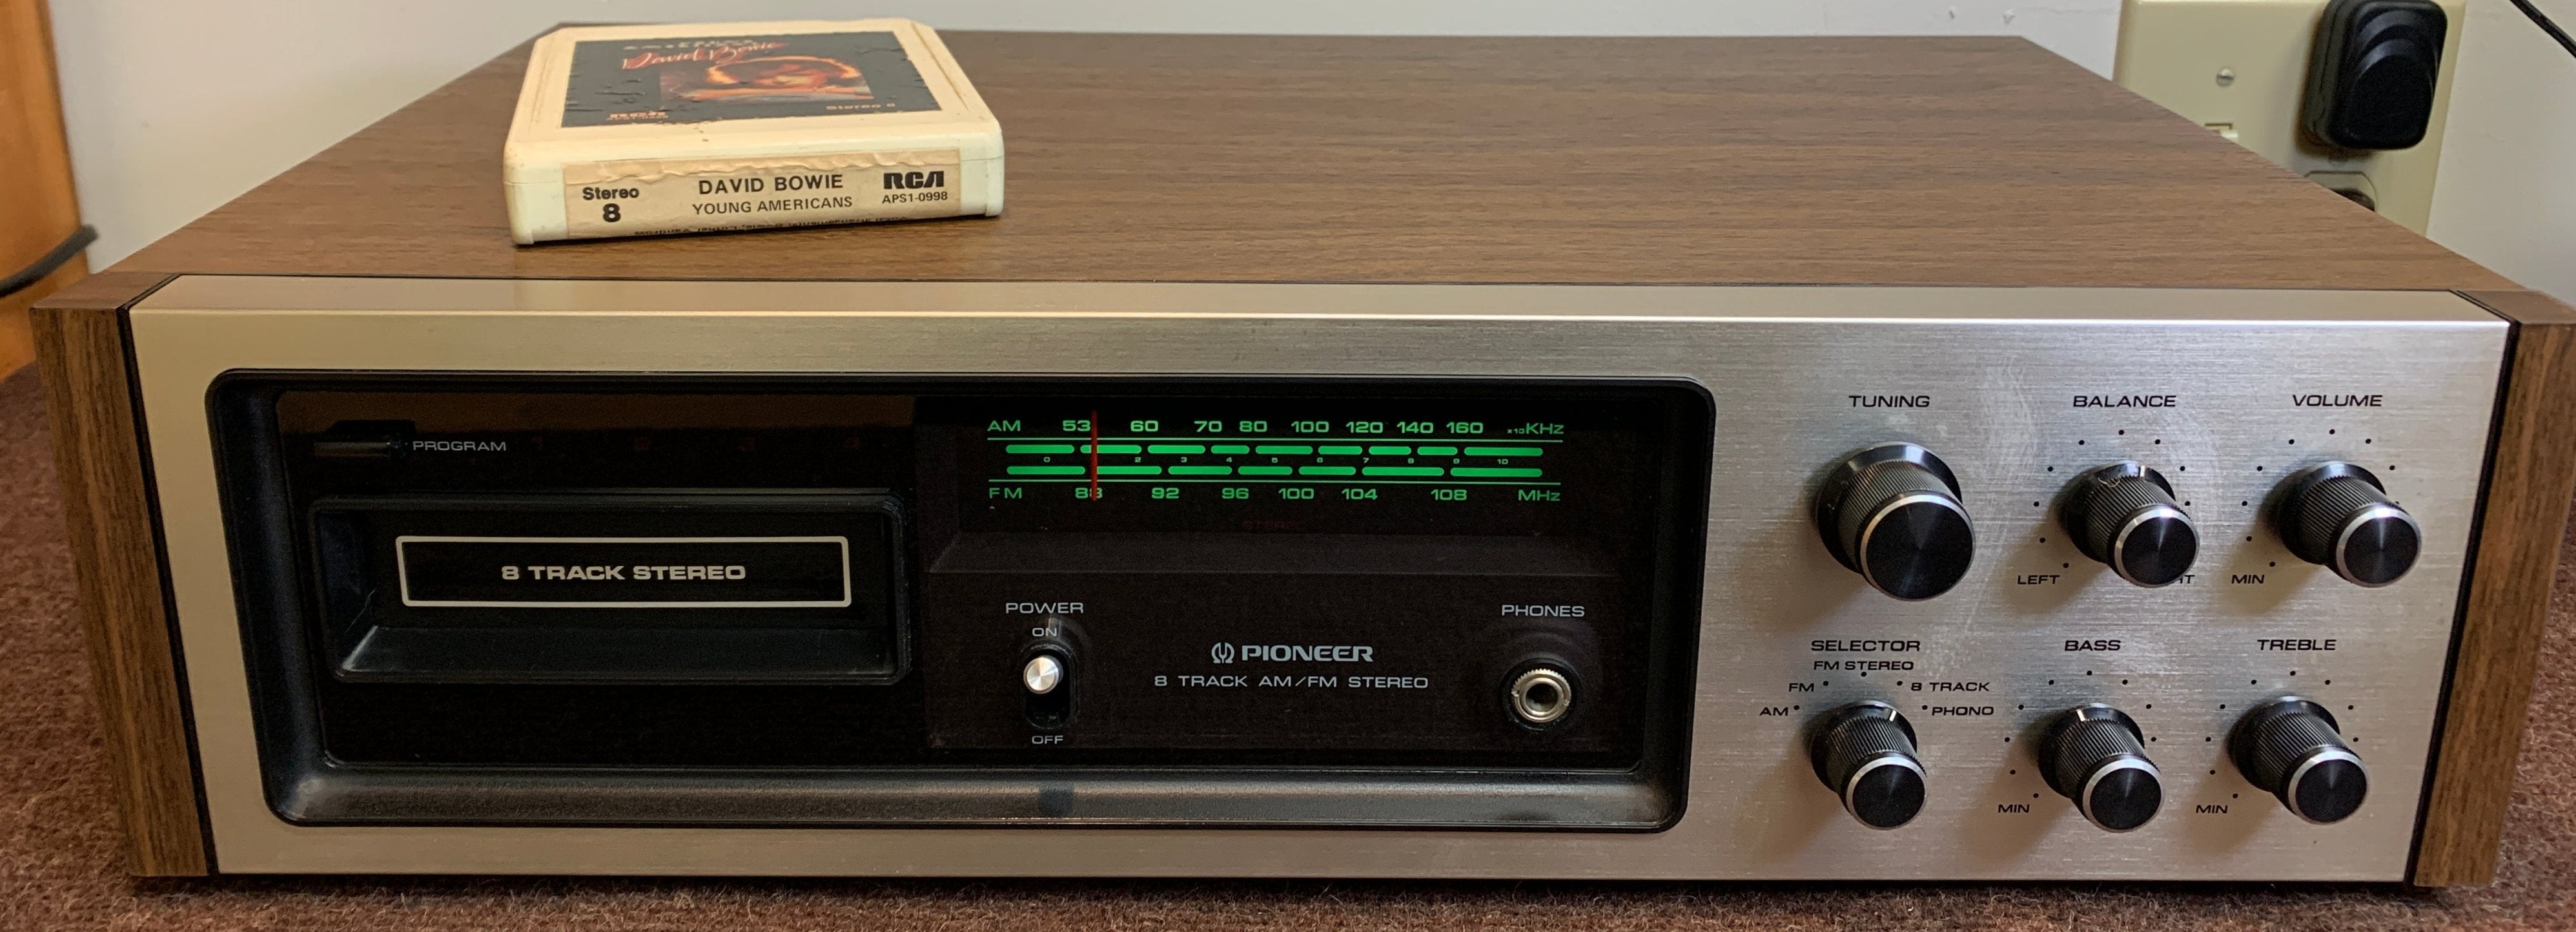 David Bowie
Stereo 8
Stereo
8
DAVID BOWIE
YOUNG AMERICANS
RCA
APS1-0998
PROGRAM
8 TRACK STEREO
AM 53 60 70 80 100 120 140 160 KHz
0 2 3 4 5 6 7 8 9 10
FM 88 92 96 100 104 108 MHz
STEREO
POWER
ON
OFF
PIONEER
8 TRACK AM/FM STEREO
PHONES
TUNING
BALANCE
LEFT
VOLUME
MIN
SELECTOR
FM STEREO
FM
8 TRACK
AM
PHONO
BASS
MIN
TREBLE
MIN